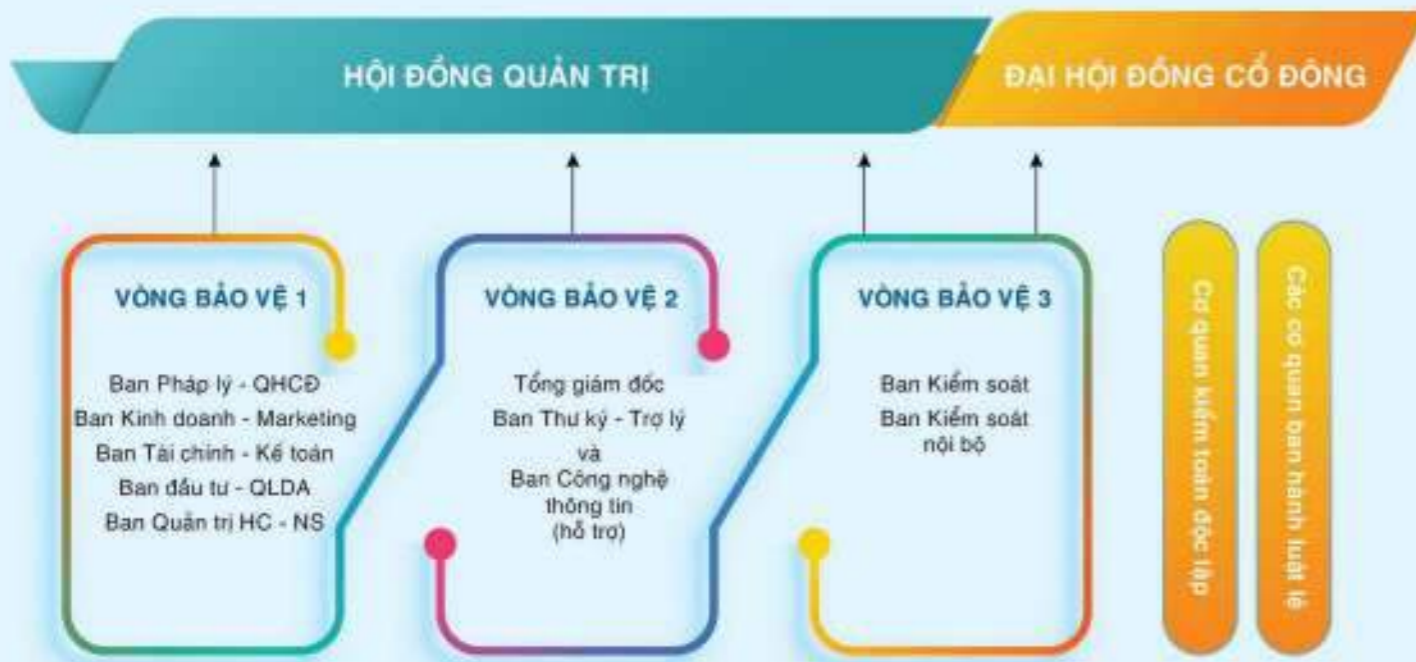 HỘI ĐỒNG QUẢN TRỊ
ĐẠI HỘI ĐỒNG CỔ ĐÔNG
VÒNG BẢO VỆ 1
Ban Pháp lý - QHCĐ
Ban Kinh doanh - Marketing
Ban Tài chính - Kế toán
Ban đầu tư - QLDA
Ban Quản trị HC - NS
VÒNG BẢO VỆ 2
Tổng giám đốc
Ban Thư ký - Trợ lý
và
Ban Công nghệ
thông tin
(hỗ trợ)
VÒNG BẢO VỆ 3
Ban Kiểm soát
Ban Kiểm soát
nội bộ
Cơ quan kiểm toán độc lập
Các cơ quan ban hành luật lệ